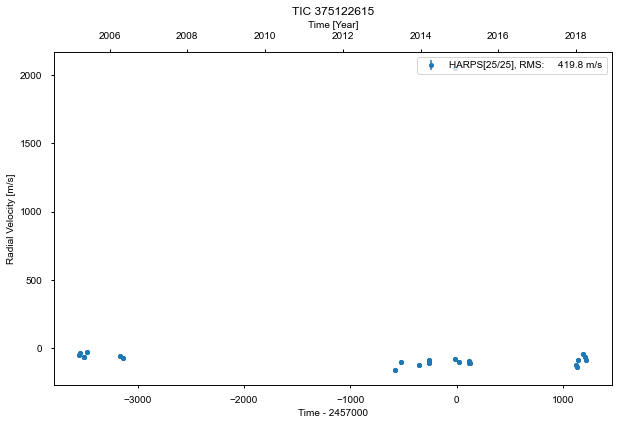 TIC 375122615
Time [Year]
2006 2008 2010 2012 2014 2016 2018
HARPS[25/25], RMS: 419.8 m/s
2000
1500
1000
500
0
Radial Velocity [m/s]
−3000 −2000 −1000 0 1000
Time - 2457000